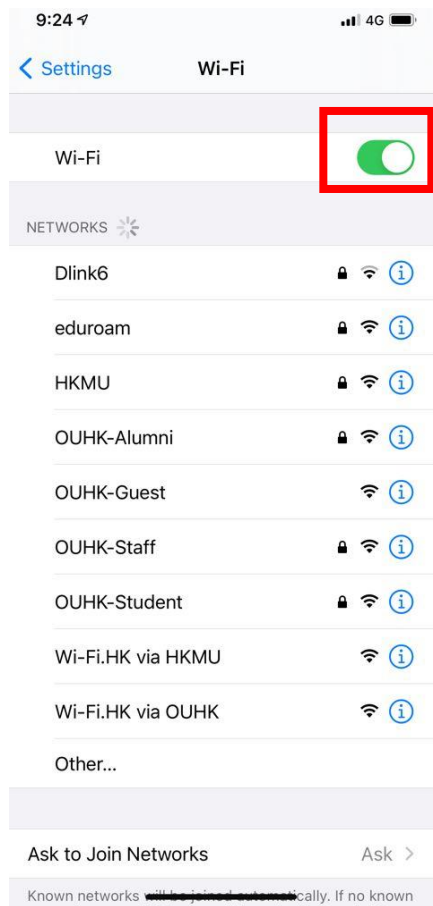 9:24 4G
Settings Wi-Fi
Wi-Fi
NETWORKS
Dlink6
eduroam
HKMU
OUHK-Alumni
OUHK-Guest
OUHK-Staff
OUHK-Student
Wi-Fi.HK via HKMU
Wi-Fi.HK via OUHK
Other...
Ask to Join Networks Ask
Known networks will be joined automatically. If no known